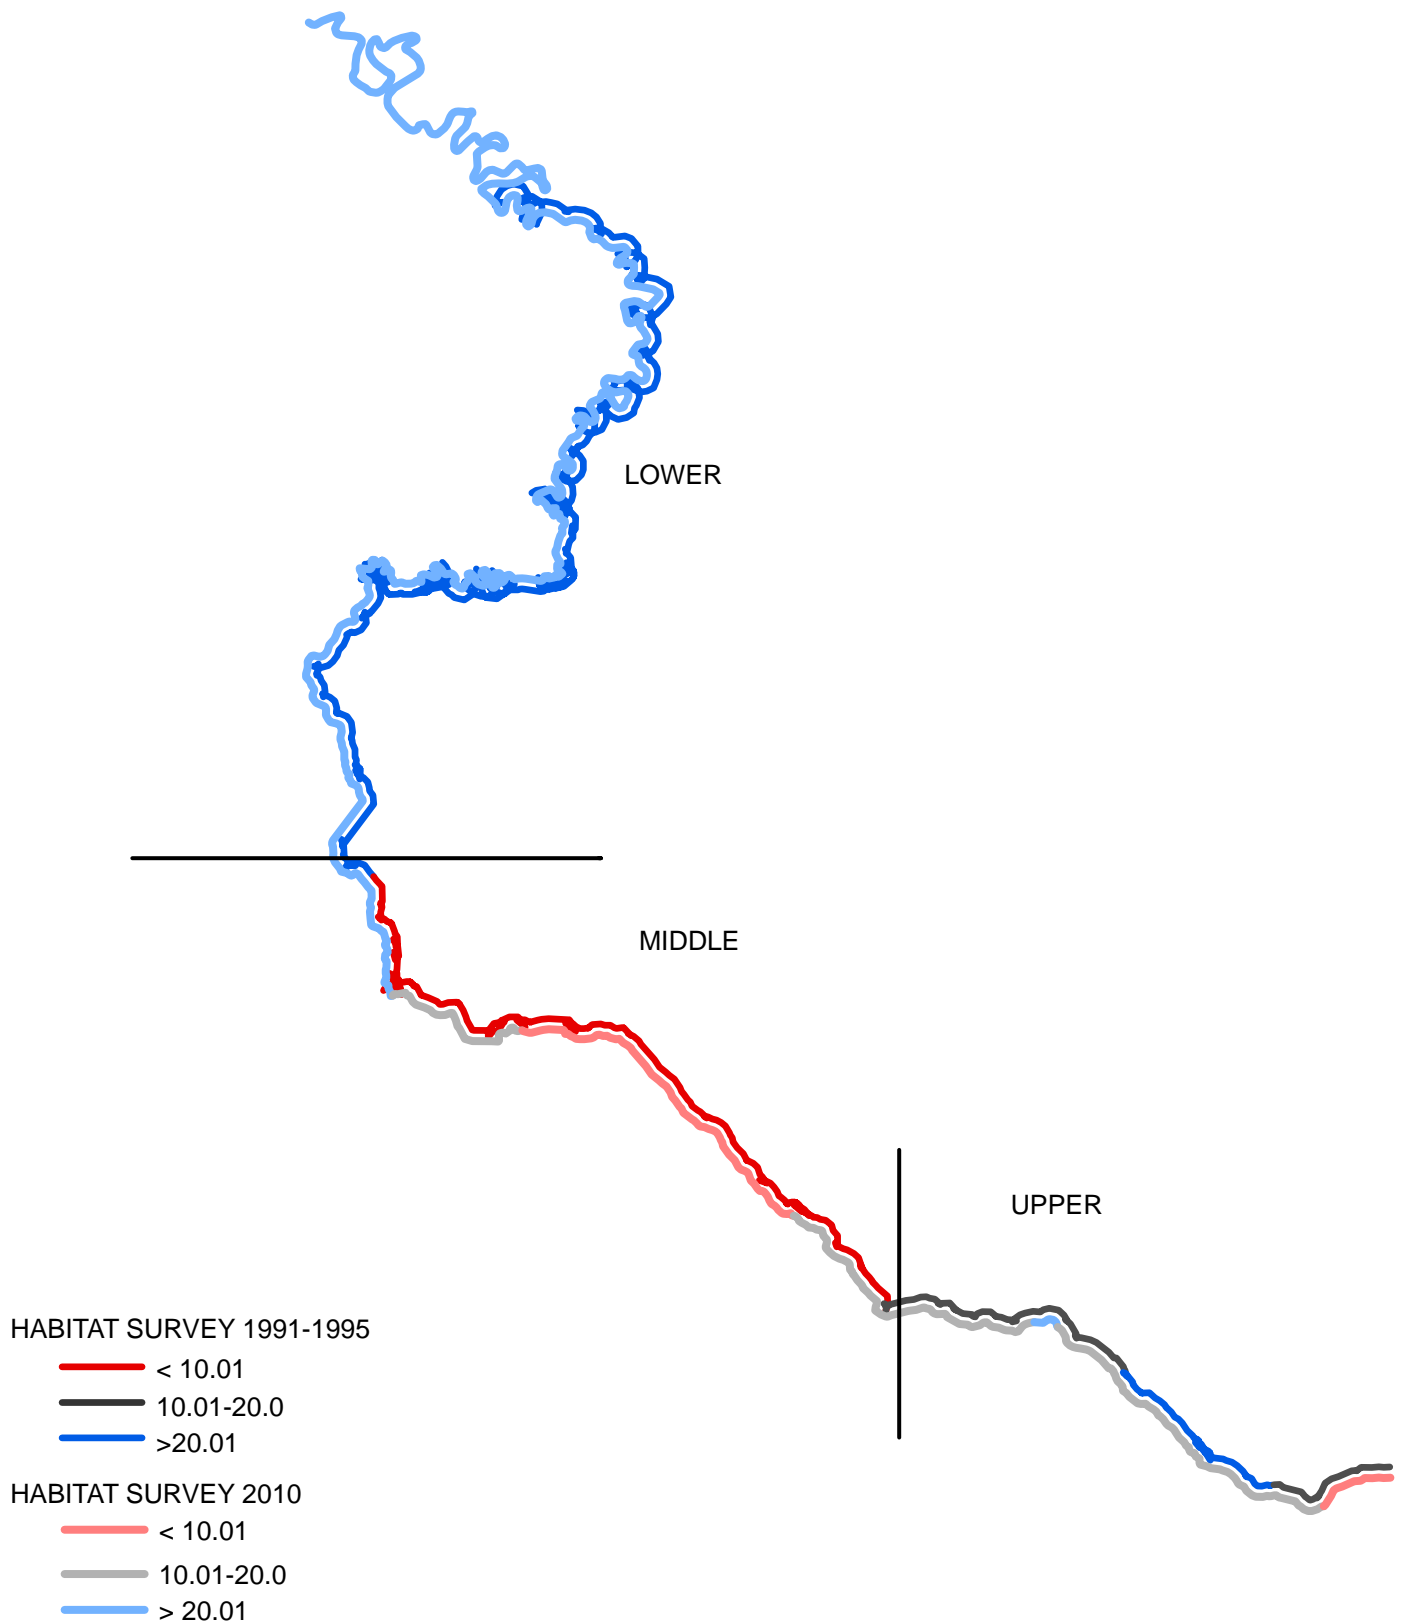 LOWER
MIDDLE
UPPER
HABITAT SURVEY 1991-1995
< 10.01
10.01-20.0
>20.01
HABITAT SURVEY 2010
< 10.01
10.01-20.0
> 20.01